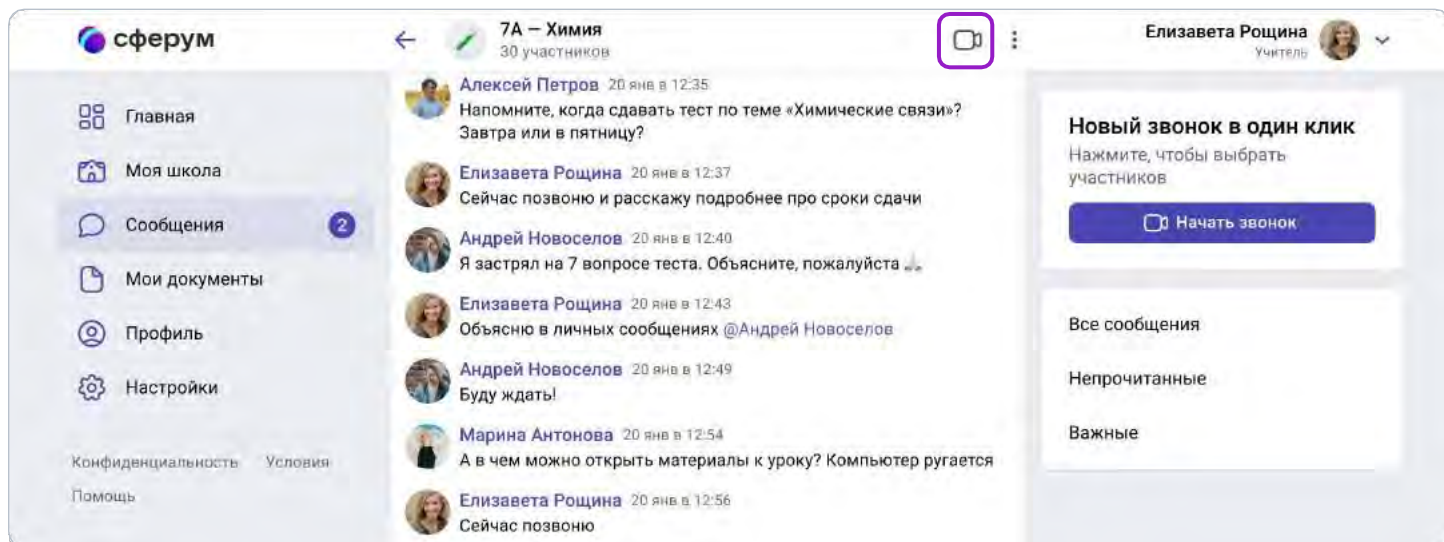 сферум
Главная
Моя школа
Сообщения 2
Мои документы
Профиль
Настройки
Конфиденциальность Условия
Помощь
7А — Химия
30 участников
Алексей Петров 20 янв в 12:35
Напомните, когда сдавать тест по теме «Химические связи»?
Завтра или в пятницу?
Елизавета Рощина 20 янв в 12:37
Сейчас позвоню и расскажу подробнее про сроки сдачи
Андрей Новоселов 20 янв в 12:40
Я застрял на 7 вопросе теста. Объясните, пожалуйста
Елизавета Рощина 20 янв в 12:43
Объясню в личных сообщениях @Андрей Новоселов
Андрей Новоселов 20 янв в 12:49
Буду ждать!
Марина Антонова 20 янв в 12:54
А в чем можно открыть материалы к уроку? Компьютер ругается
Елизавета Рощина 20 янв в 12:56
Сейчас позвоню
Елизавета Рощина
Учитель
Новый звонок в один клик
Нажмите, чтобы выбрать
участников
Начать звонок
Все сообщения
Непрочитанные
Важные